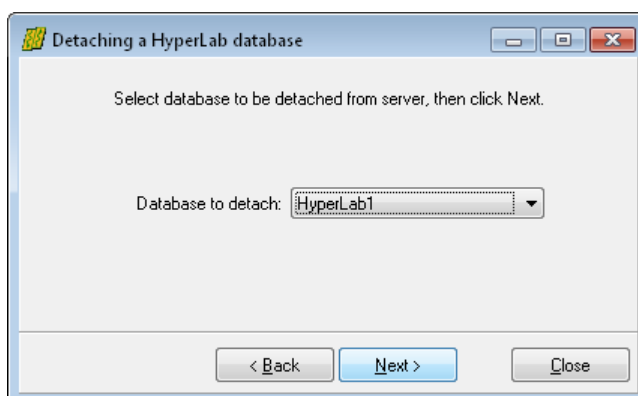 Detaching a HyperLab database
Select database to be detached from server, then click Next.
Database to detach: HyperLab1
< Back Next > Close